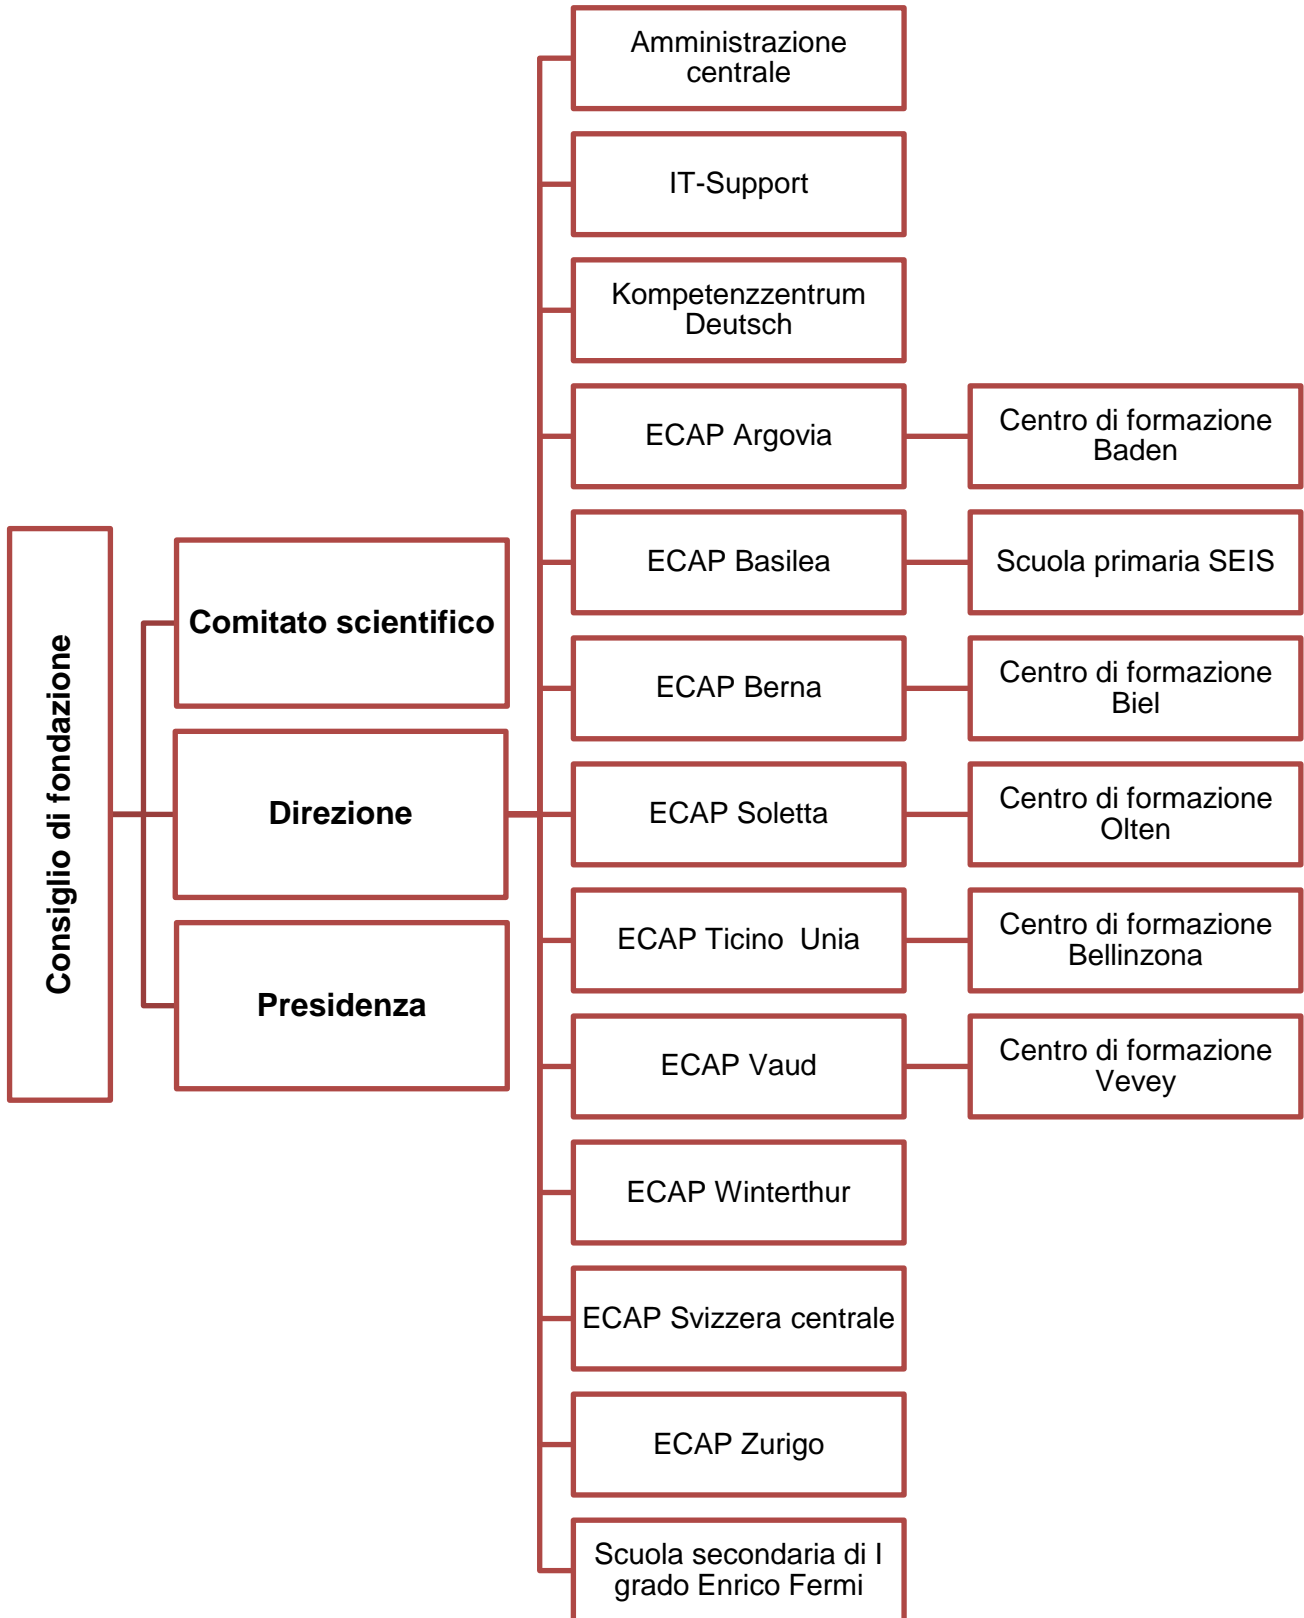 Consiglio di fondazione
Comitato scientifico
Direzione
Presidenza
Amministrazione
centrale
IT-Support
Kompetenzzentrum
Deutsch
ECAP Argovia
Centro di formazione
Baden
ECAP Basilea
Scuola primaria SEIS
ECAP Berna
Centro di formazione
Biel
ECAP Soletta
Centro di formazione
Olten
ECAP Ticino  Unia
Centro di formazione
Bellinzona
ECAP Vaud
Centro di formazione
Vevey
ECAP Winterthur
ECAP Svizzera centrale
ECAP Zurigo
Scuola secondaria di I
grado Enrico Fermi